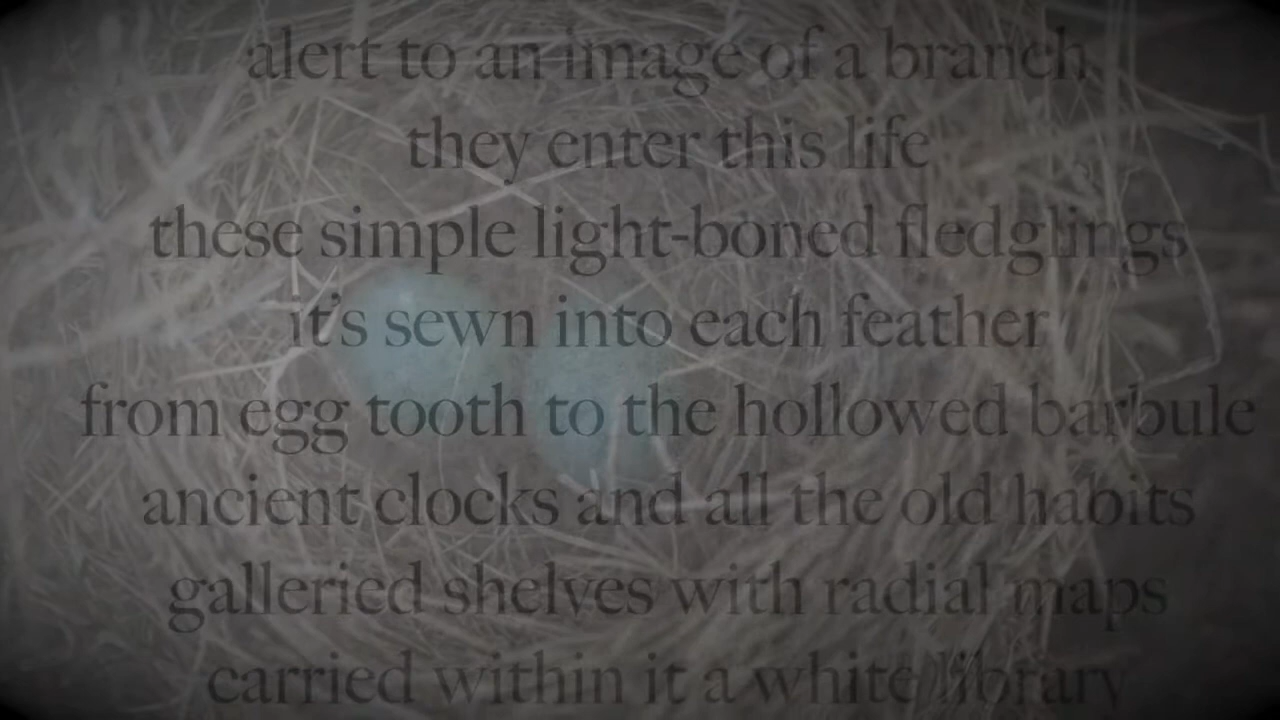 alert to an image of a branch
they enter this life
these simple light-boned fledglings
it's sewn into each feather
from egg tooth to the hollowed barbule
ancient clocks and all the old habits
galleried shelves with radial maps
carried within it a white library